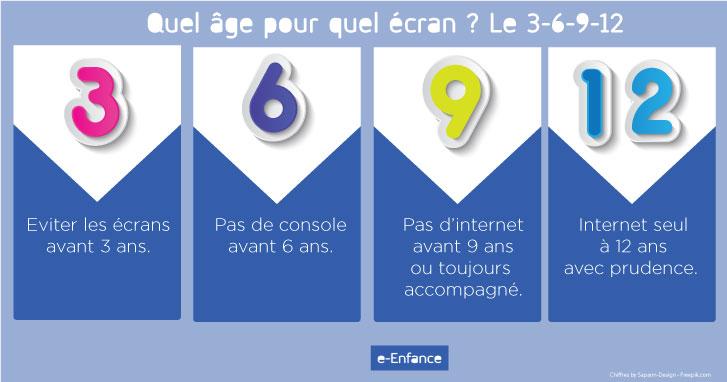 Quel âge pour quel écran ? Le 3-6-9-12
3
Eviter les écrans
avant 3 ans.
6
Pas de console
avant 6 ans.
9
Pas d'internet
avant 9 ans
ou toujours
accompagné.
12
Internet seul
à 12 ans
avec prudence.
e-Enfance
Chiffres by Sapann-Design - Freepik.com